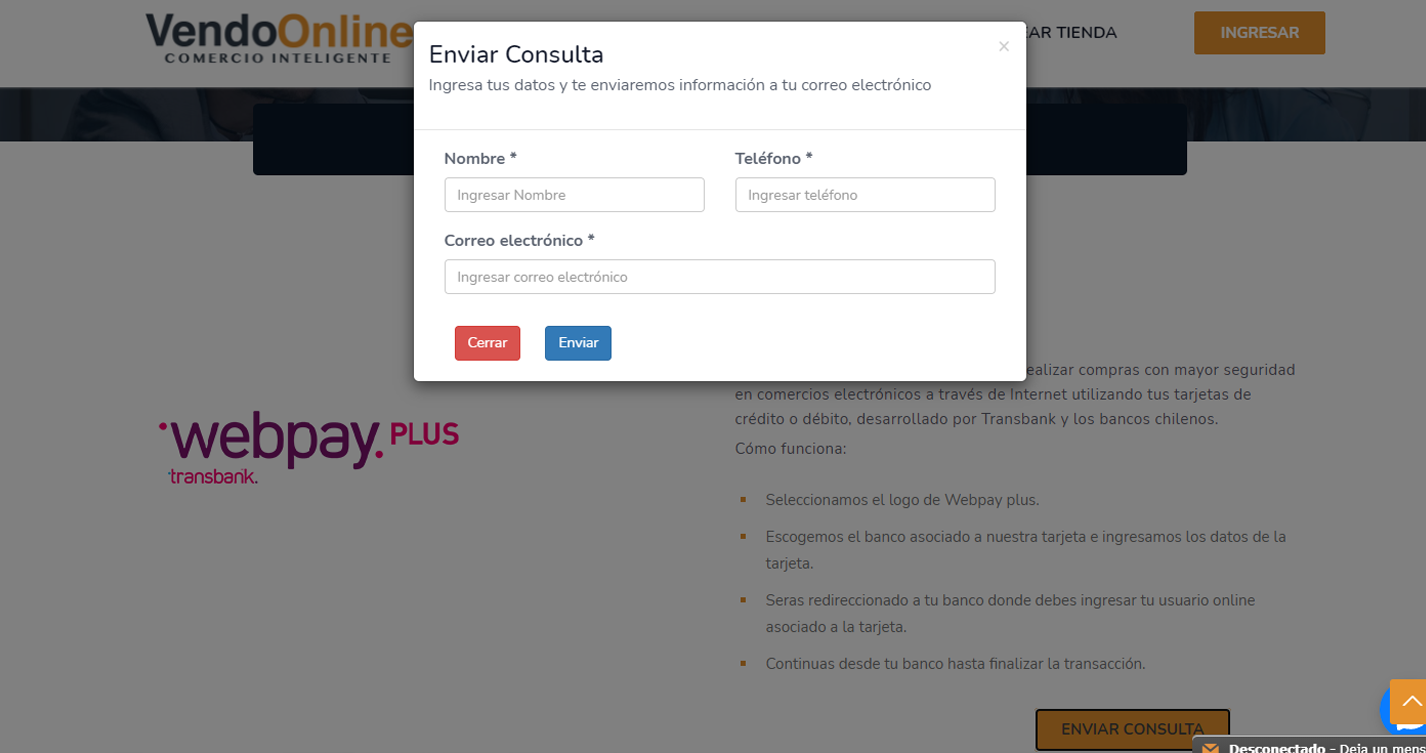 VendoOnline
COMERCIO INTELIGENTE
EAR TIENDA
INGRESAR
Enviar Consulta
×
Ingresa tus datos y te enviaremos información a tu correo electrónico
Nombre *
Teléfono *
Ingresar Nombre
Ingresar teléfono
Correo electrónico *
Ingresar correo electrónico
Cerrar
Enviar
webpay.PLUS
transbank.
ealizar compras con mayor seguridad
en comercios electrónicos a través de Internet utilizando tus tarjetas de
crédito o débito, desarrollado por Transbank y los bancos chilenos.
Cómo funciona:
Seleccionamos el logo de Webpay plus.
Escogemos el banco asociado a nuestra tarjeta e ingresamos los datos de la
tarjeta.
Seras redireccionado a tu banco donde debes ingresar tu usuario online
asociado a la tarjeta.
Continuas desde tu banco hasta finalizar la transacción.
ENVIAR CONSULTA
Desconectado - Deja un mens